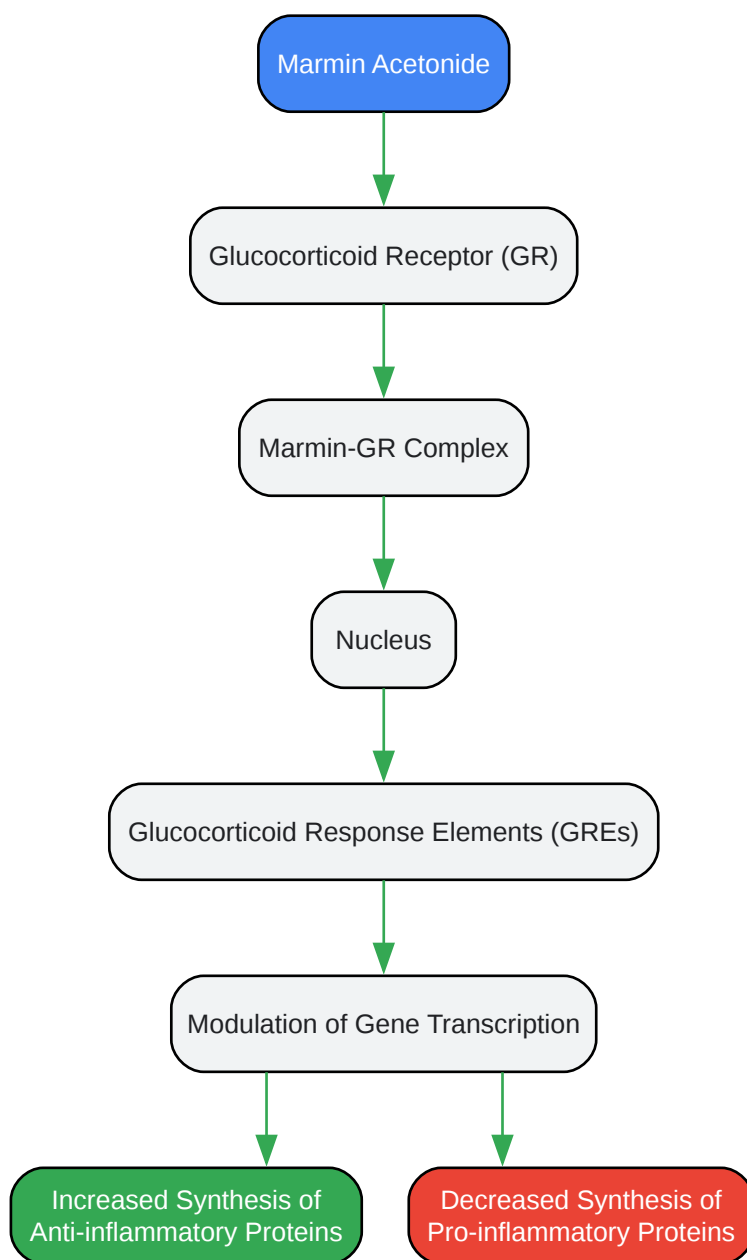 Marmin Acetonide
Glucocorticoid Receptor (GR)
Marmin-GR Complex
Nucleus
Glucocorticoid Response Elements (GREs)
Modulation of Gene Transcription
Increased Synthesis of
Anti-inflammatory Proteins
Decreased Synthesis of
Pro-inflammatory Proteins